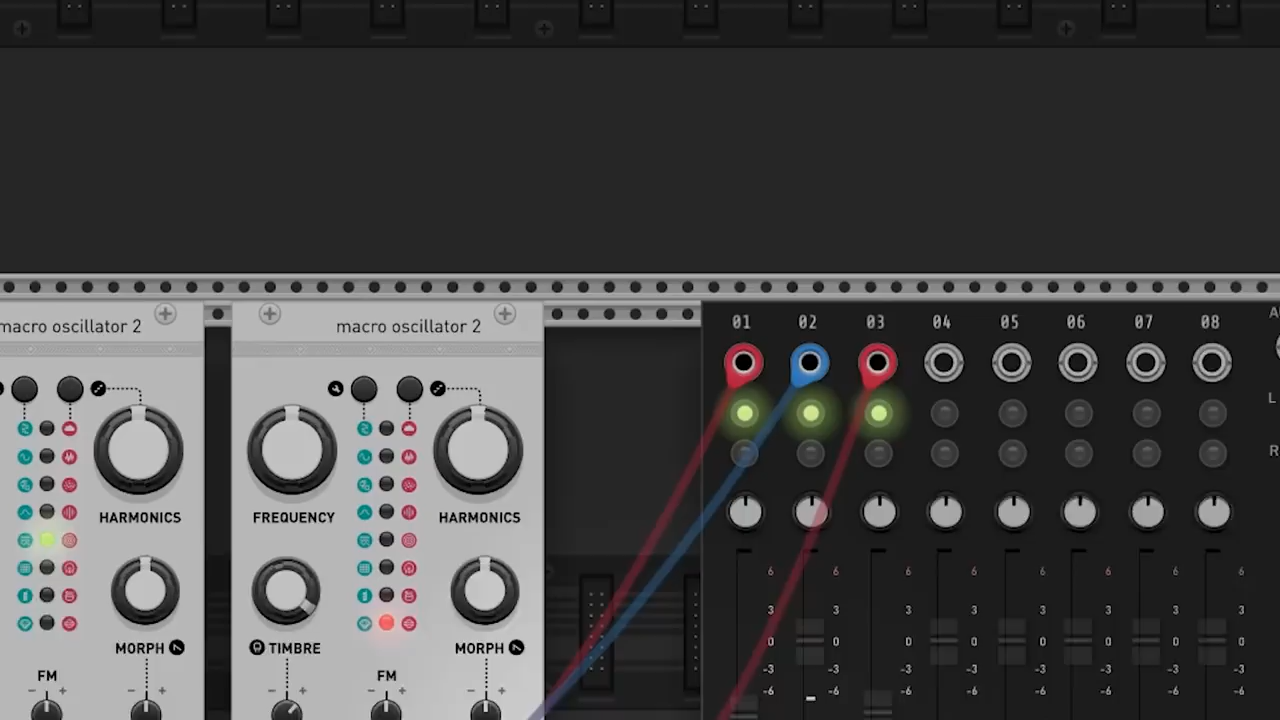 macro oscillator 2
HARMONICS
MORPH
FM
− +
− +
macro oscillator 2
FREQUENCY
HARMONICS
TIMBRE
MORPH
FM
− +
− +
− +
01 02 03 04 05 06 07 08
L
R
6 6 6 6 6 6 6 6
3 3 3 3 3 3 3 3
0 0 0 0 0 0 0 0
-3 -3 -3 -3 -3 -3 -3 -3
-6 -6 -6 -6 -6 -6 -6 -6